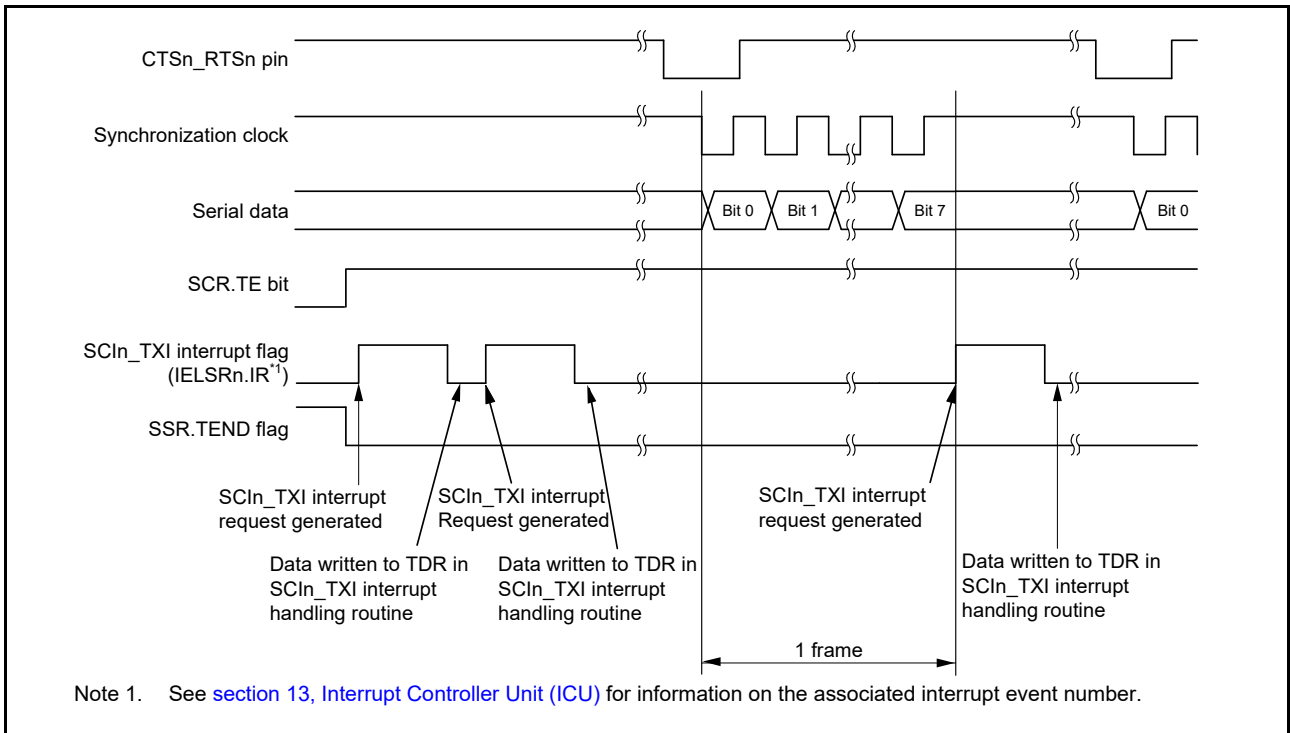 CTSn_RTSn pin
Synchronization clock
Serial data
Bit 0
Bit 1
Bit 7
Bit 0
SCR.TE bit
SCIn_TXI interrupt flag
(IELSRn.IR*1)
SSR.TEND flag
SCIn_TXI interrupt
request generated
SCIn_TXI interrupt
Request generated
SCIn_TXI interrupt
request generated
Data written to TDR in
SCIn_TXI interrupt
handling routine
Data written to TDR in
SCIn_TXI interrupt
handling routine
Data written to TDR in
SCIn_TXI interrupt
handling routine
1 frame
Note 1. See section 13, Interrupt Controller Unit (ICU) for information on the associated interrupt event number.